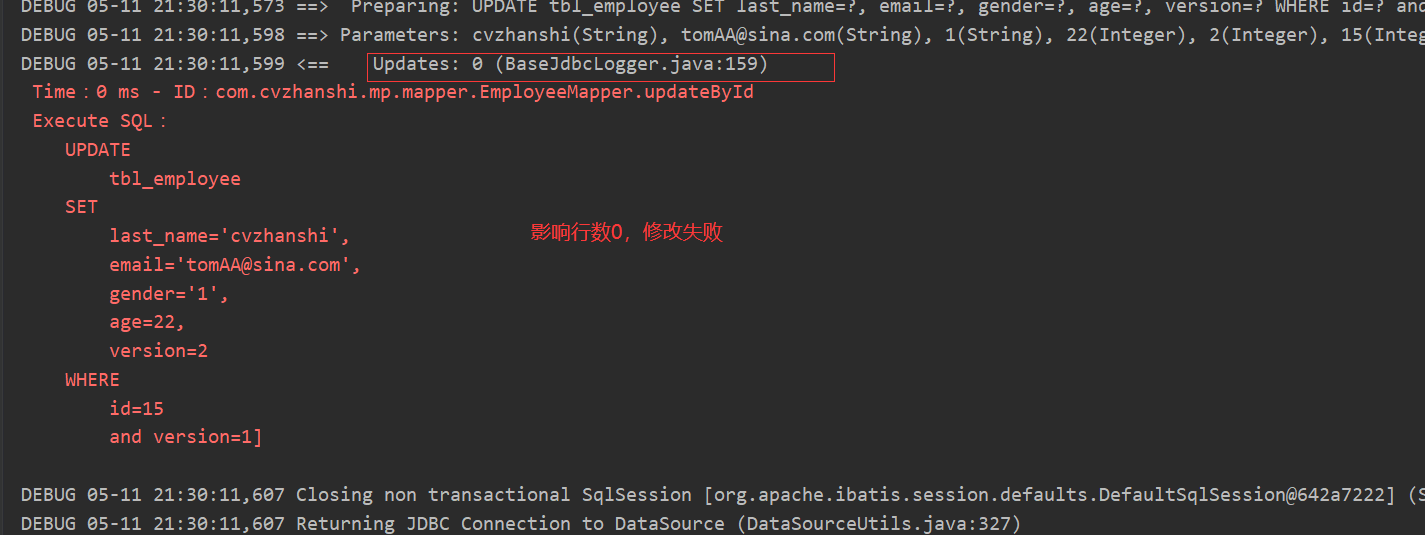 DEBUG 05-11 21:30:11,573 ==>  Preparing: UPDATE tbl_employee SET last_name=?, email=?, gender=?, age=?, version=? WHERE id=? and
DEBUG 05-11 21:30:11,598 ==> Parameters: cvzhanshi(String), tomAA@sina.com(String), 1(String), 22(Integer), 2(Integer), 15(Integ
DEBUG 05-11 21:30:11,599 <==    Updates: 0 (BaseJdbcLogger.java:159)
Time:0 ms - ID:com.cvzhanshi.mp.mapper.EmployeeMapper.updateById
Execute SQL:
UPDATE
tbl_employee
SET
last_name='cvzhanshi',
影响行数0，修改失败
email='tomAA@sina.com',
gender='1',
age=22,
version=2
WHERE
id=15
and version=1]
DEBUG 05-11 21:30:11,607 Closing non transactional SqlSession [org.apache.ibatis.session.defaults.DefaultSqlSession@642a7222] (S
DEBUG 05-11 21:30:11,607 Returning JDBC Connection to DataSource (DataSourceUtils.java:327)